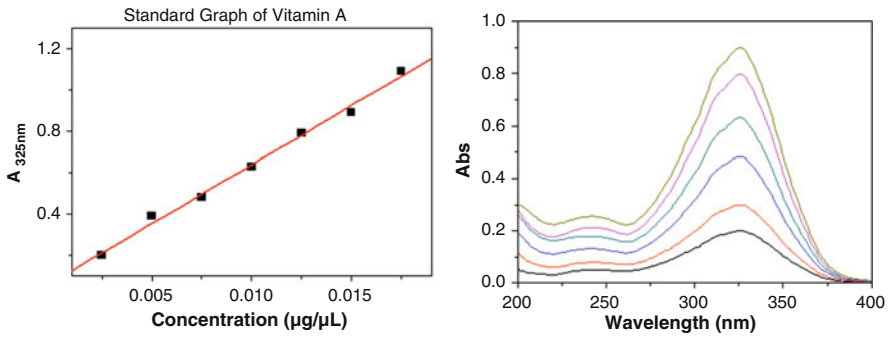 Standard Graph of Vitamin A
A 325nm
1.2
0.8
0.4
0.005 0.010 0.015
Concentration (µg/µL)
Abs
1.0
0.8
0.6
0.4
0.2
0.0
200 250 300 350 400
Wavelength (nm)